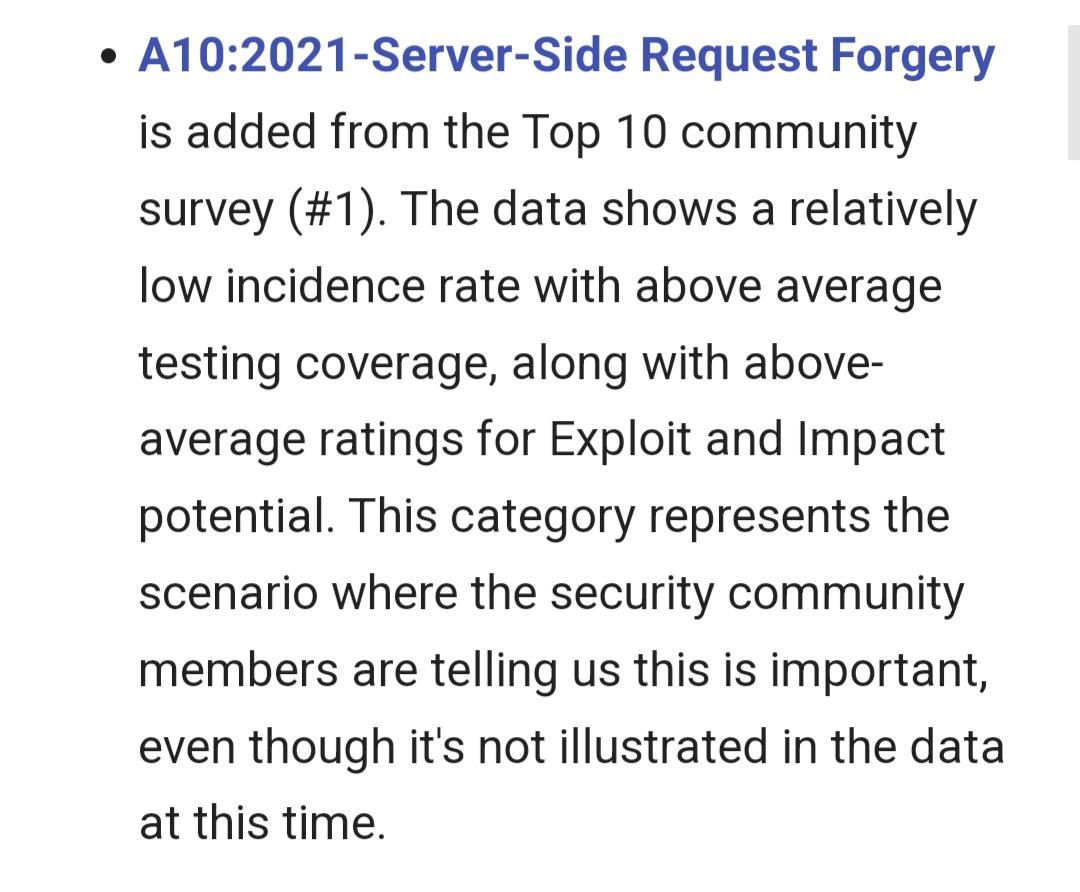 • A10:2021-Server-Side Request Forgery
is added from the Top 10 community
survey (#1). The data shows a relatively
low incidence rate with above average
testing coverage, along with above-
average ratings for Exploit and Impact
potential. This category represents the
scenario where the security community
members are telling us this is important,
even though it's not illustrated in the data
at this time.